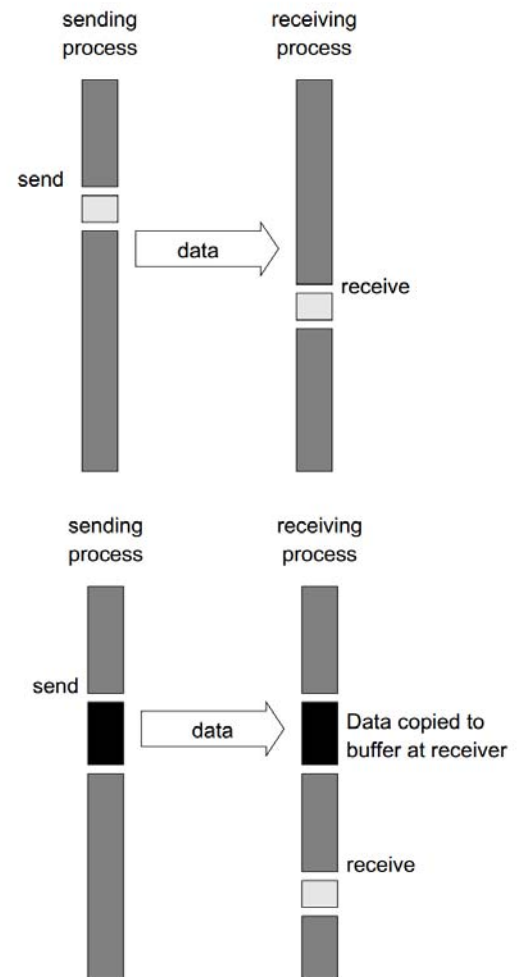 sending
process
receiving
process
send
data
receive
sending
process
receiving
process
send
data
Data copied to
buffer at receiver
receive